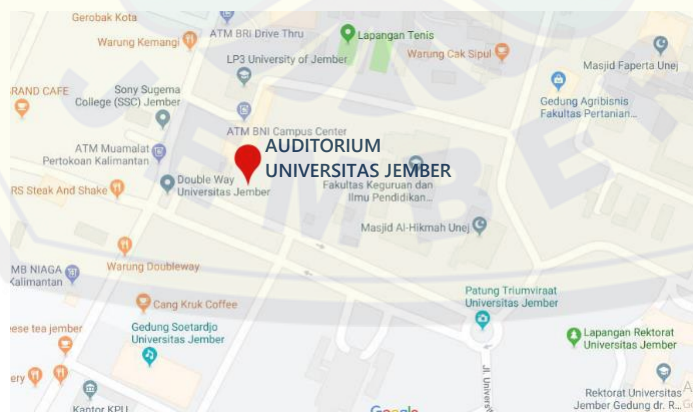 Gerobak Kota
ATM BRI Drive Thru
Lapangan Tenis
Warung Kemangi
LP3 University of Jember
Warung Cak Sipul
Masjid Faperta Unej
RAND CAFE
Sony Sugema
College (SSC) Jember
Gedung Agribisnis
Fakultas Pertanian...
ATM BNI Campus Center
AUDITORIUM
UNIVERSITAS JEMBER
ATM Muamalat
Pertokoan Kalimantan
Double Way
Universitas Jember
Fakultas Keguruan dan
Ilmu Pendidikan...
RS Steak And Shake
Masjid Al-Hikmah Unej
MB NIAGA
Kalimantan
Warung Doubleway
Cang Kruk Coffee
Patung Triumviraat
Universitas Jember
ese tea jember
Gedung Soetardjo
Universitas Jember
Lapangan Rektorat
Universitas Jember
Jl. Univers
ery
Kantor KPU
Google
Rektorat Universitas
Jember Gedung dr. R...
JEMBE